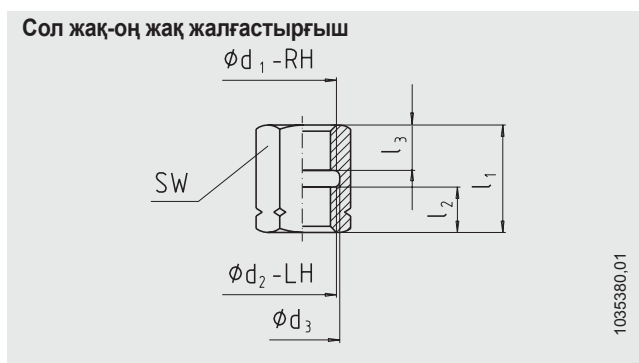 Сол жақ-оң жақ жалғастырғыш
Ød₁-RH
l₃
l₁
SW
l₂
Ød₂-LH
Ød₃
1035380,01